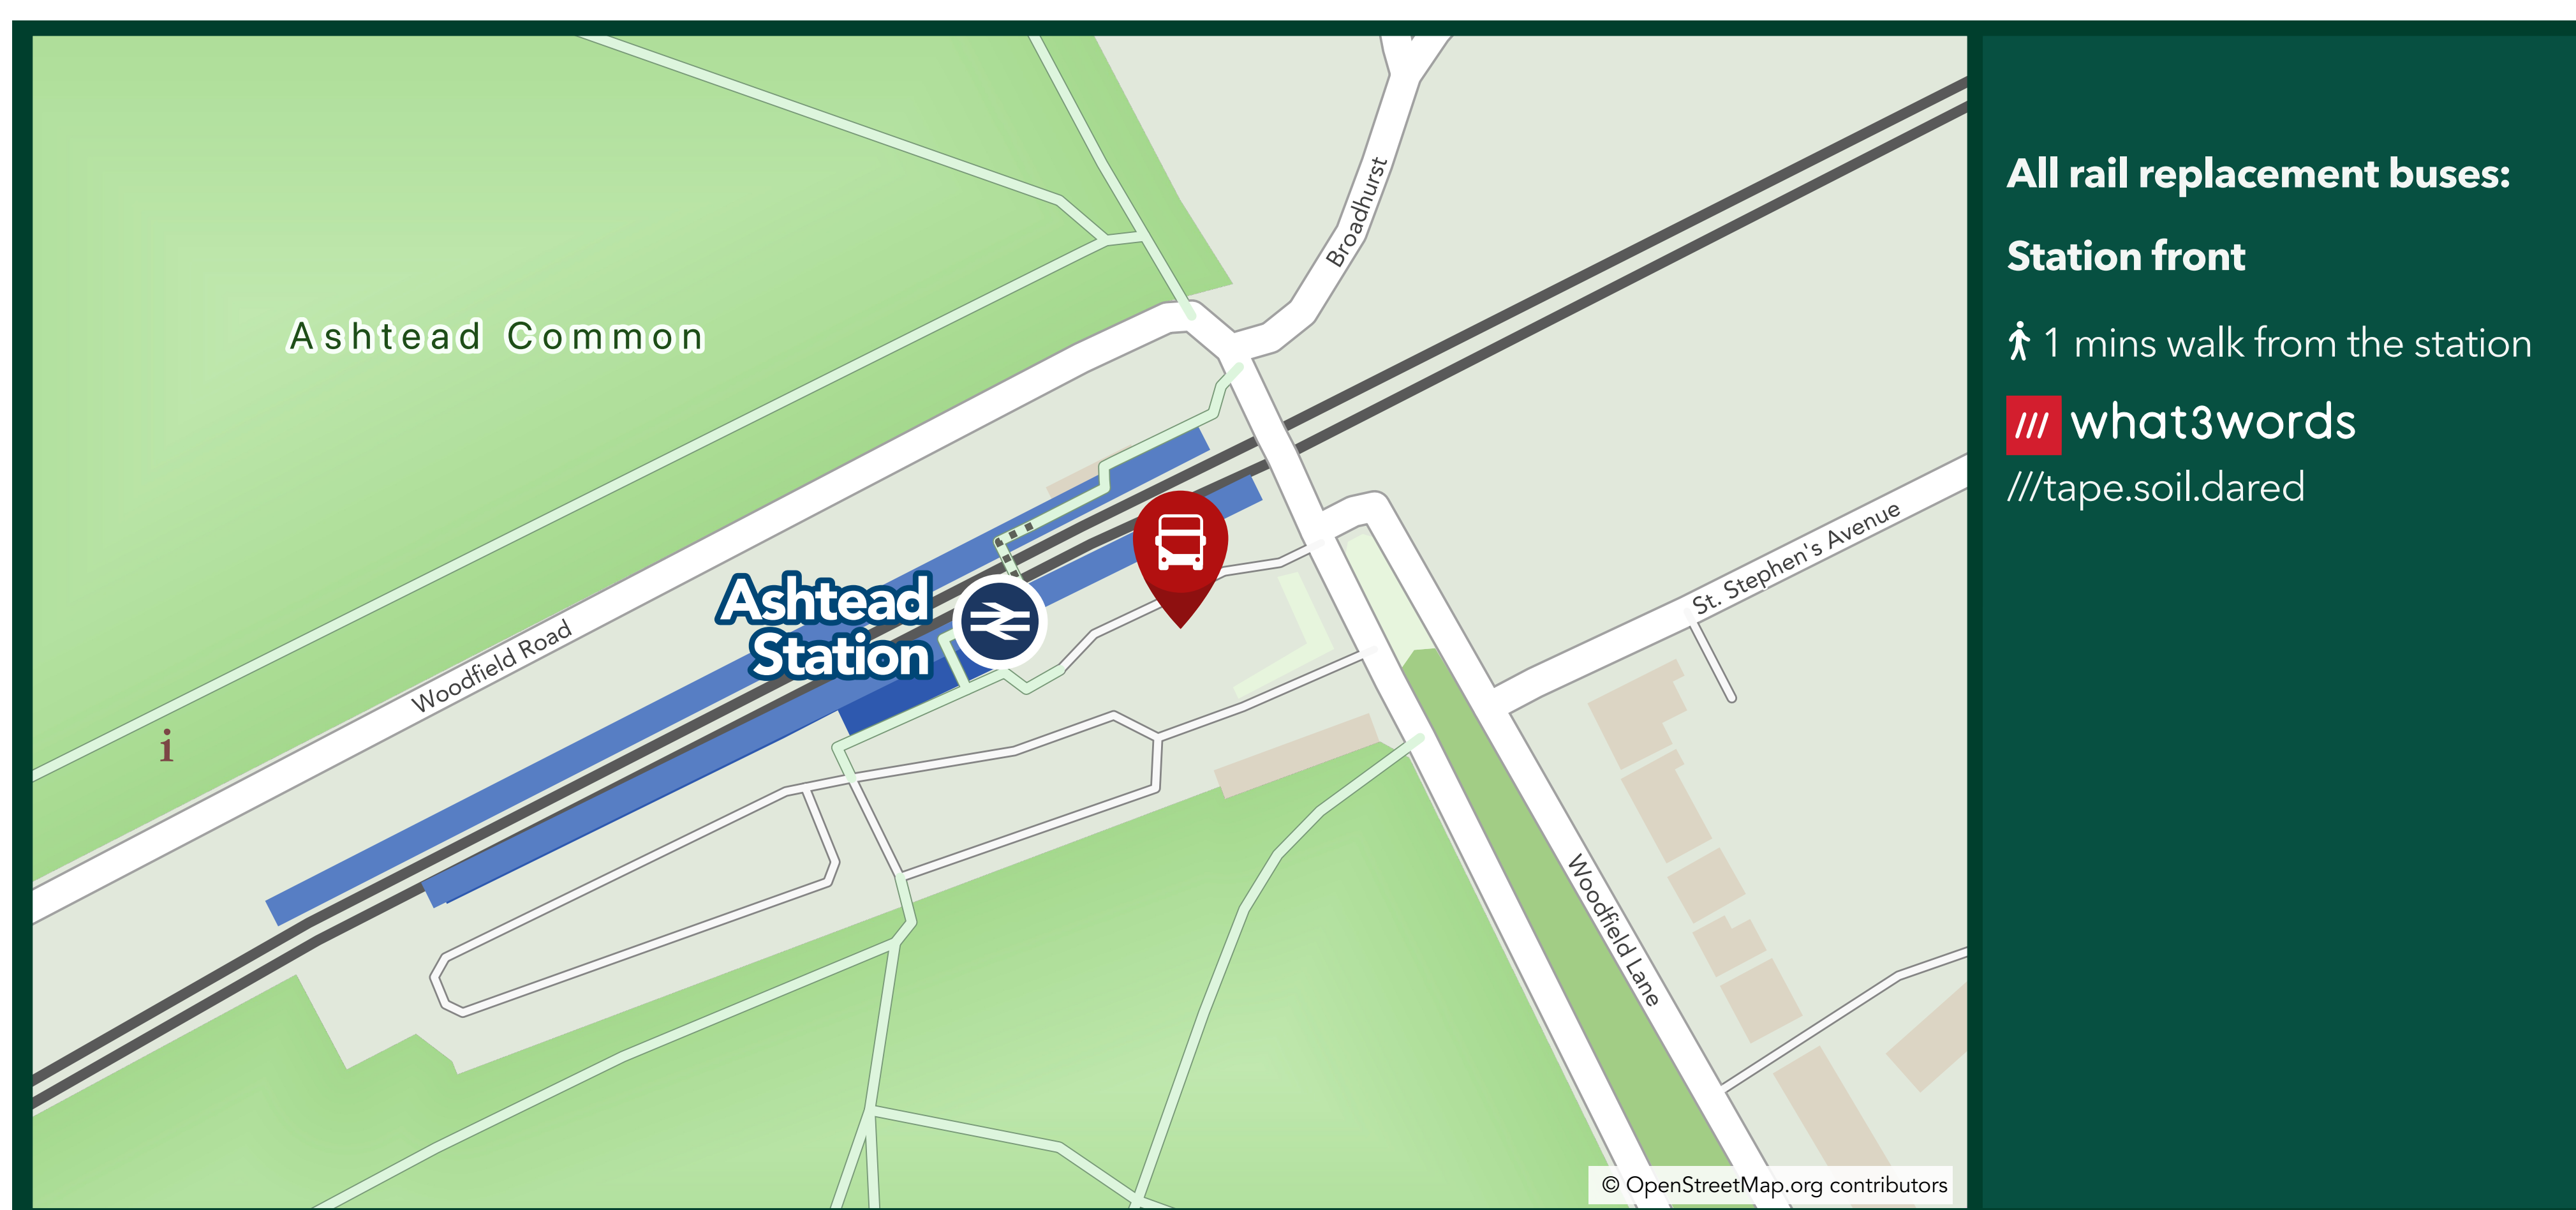 Broadhurst
Ashtead Common
St. Stephen's Avenue
Ashtead
Station
Woodfield Road
i
Woodfield Lane
© OpenStreetMap.org contributors
All rail replacement buses:
Station front
1 mins walk from the station
/// what3words
///tape.soil.dared